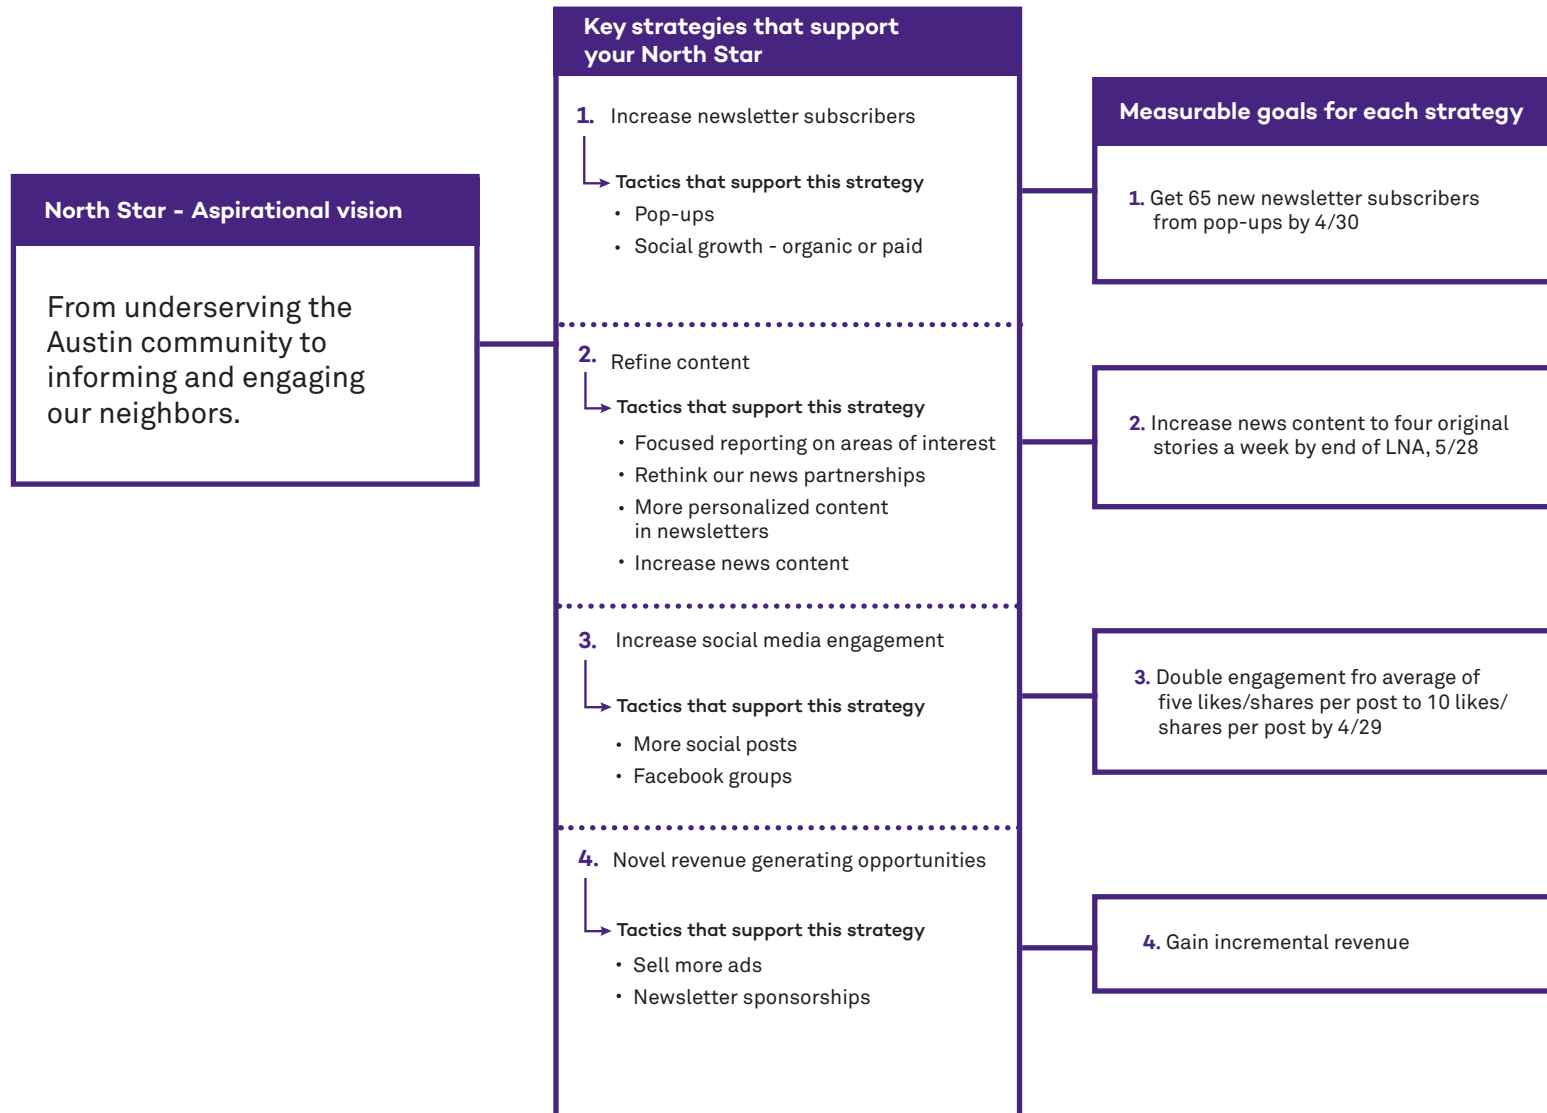 North Star - Aspirational vision
From underserving the
Austin community to
informing and engaging
our neighbors.
Key strategies that support
your North Star
1. Increase newsletter subscribers
Tactics that support this strategy
• Pop-ups
• Social growth - organic or paid
2. Refine content
Tactics that support this strategy
• Focused reporting on areas of interest
• Rethink our news partnerships
• More personalized content
in newsletters
• Increase news content
3. Increase social media engagement
Tactics that support this strategy
• More social posts
• Facebook groups
4. Novel revenue generating opportunities
Tactics that support this strategy
• Sell more ads
• Newsletter sponsorships
Measurable goals for each strategy
1. Get 65 new newsletter subscribers
from pop-ups by 4/30
2. Increase news content to four original
stories a week by end of LNA, 5/28
3. Double engagement fro average of
five likes/shares per post to 10 likes/
shares per post by 4/29
4. Gain incremental revenue